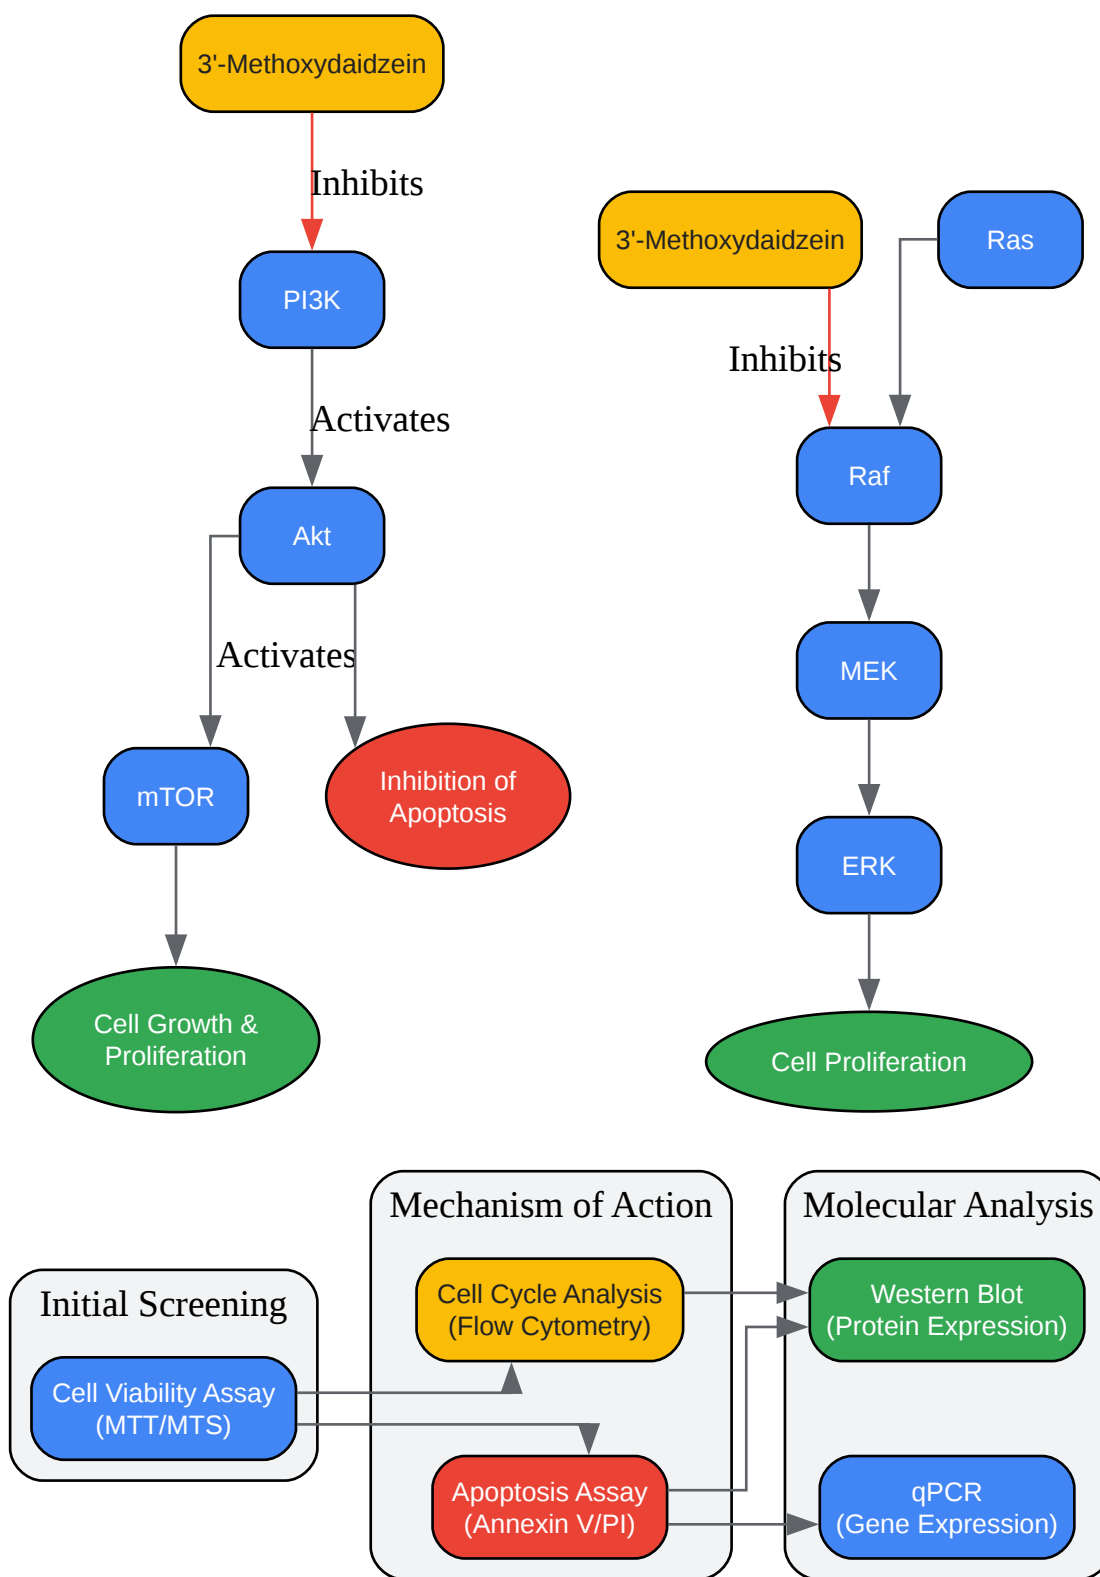 3'-Methoxydaidzein
Inhibits
PI3K
Activates
Akt
Activates
mTOR
Inhibition of
Apoptosis
Cell Growth &
Proliferation
3'-Methoxydaidzein
Ras
Inhibits
Raf
MEK
ERK
Cell Proliferation
Initial Screening
Cell Viability Assay
(MTT/MTS)
Mechanism of Action
Cell Cycle Analysis
(Flow Cytometry)
Apoptosis Assay
(Annexin V/PI)
Molecular Analysis
Western Blot
(Protein Expression)
qPCR
(Gene Expression)